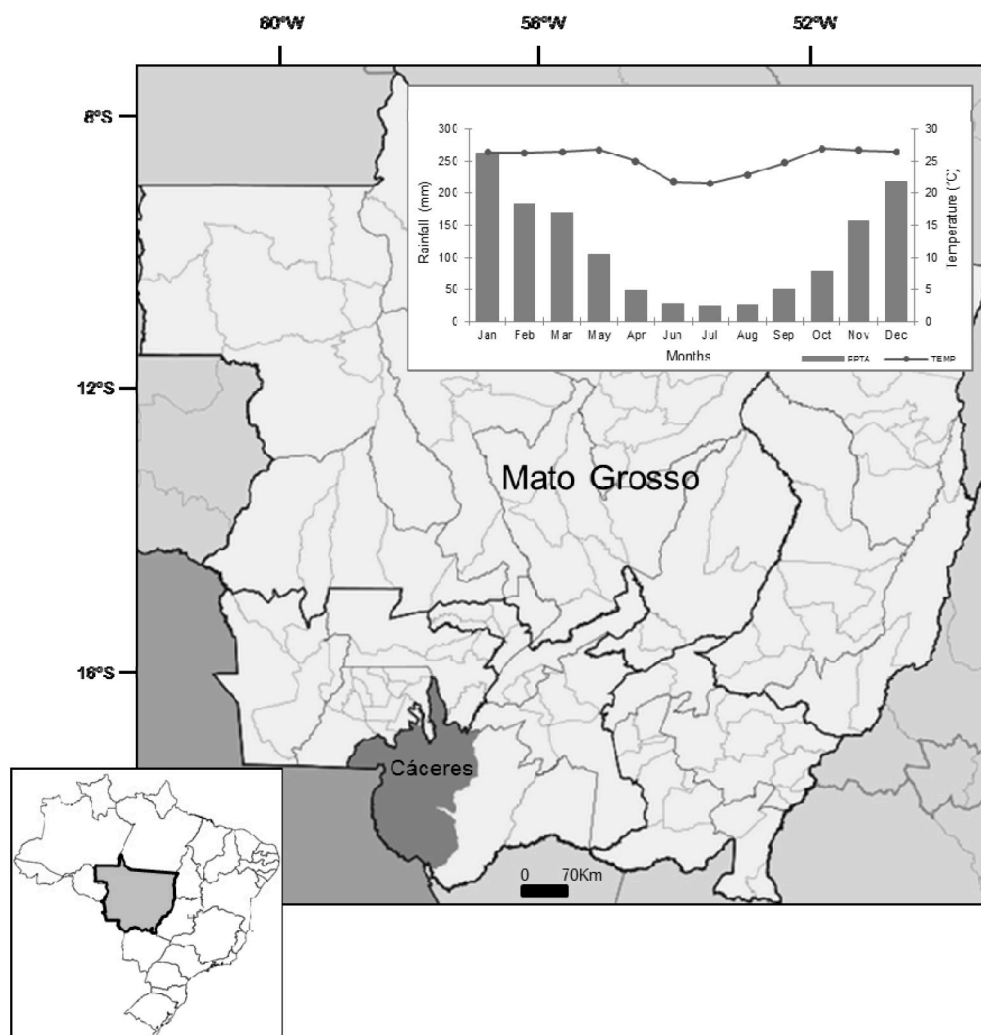 60ºW 56ºW 52ºW
8ºS
12ºS
16ºS
300 250 200 150 100 50 0
Rainfall (mm)
30 25 20 15 10 5 0
Temperature (°C)
Jan Feb Mar May Apr Jun Jul Aug Sep Oct Nov Dec
Months
PPTA TEMP
Mato Grosso
Cáceres
0 70Km